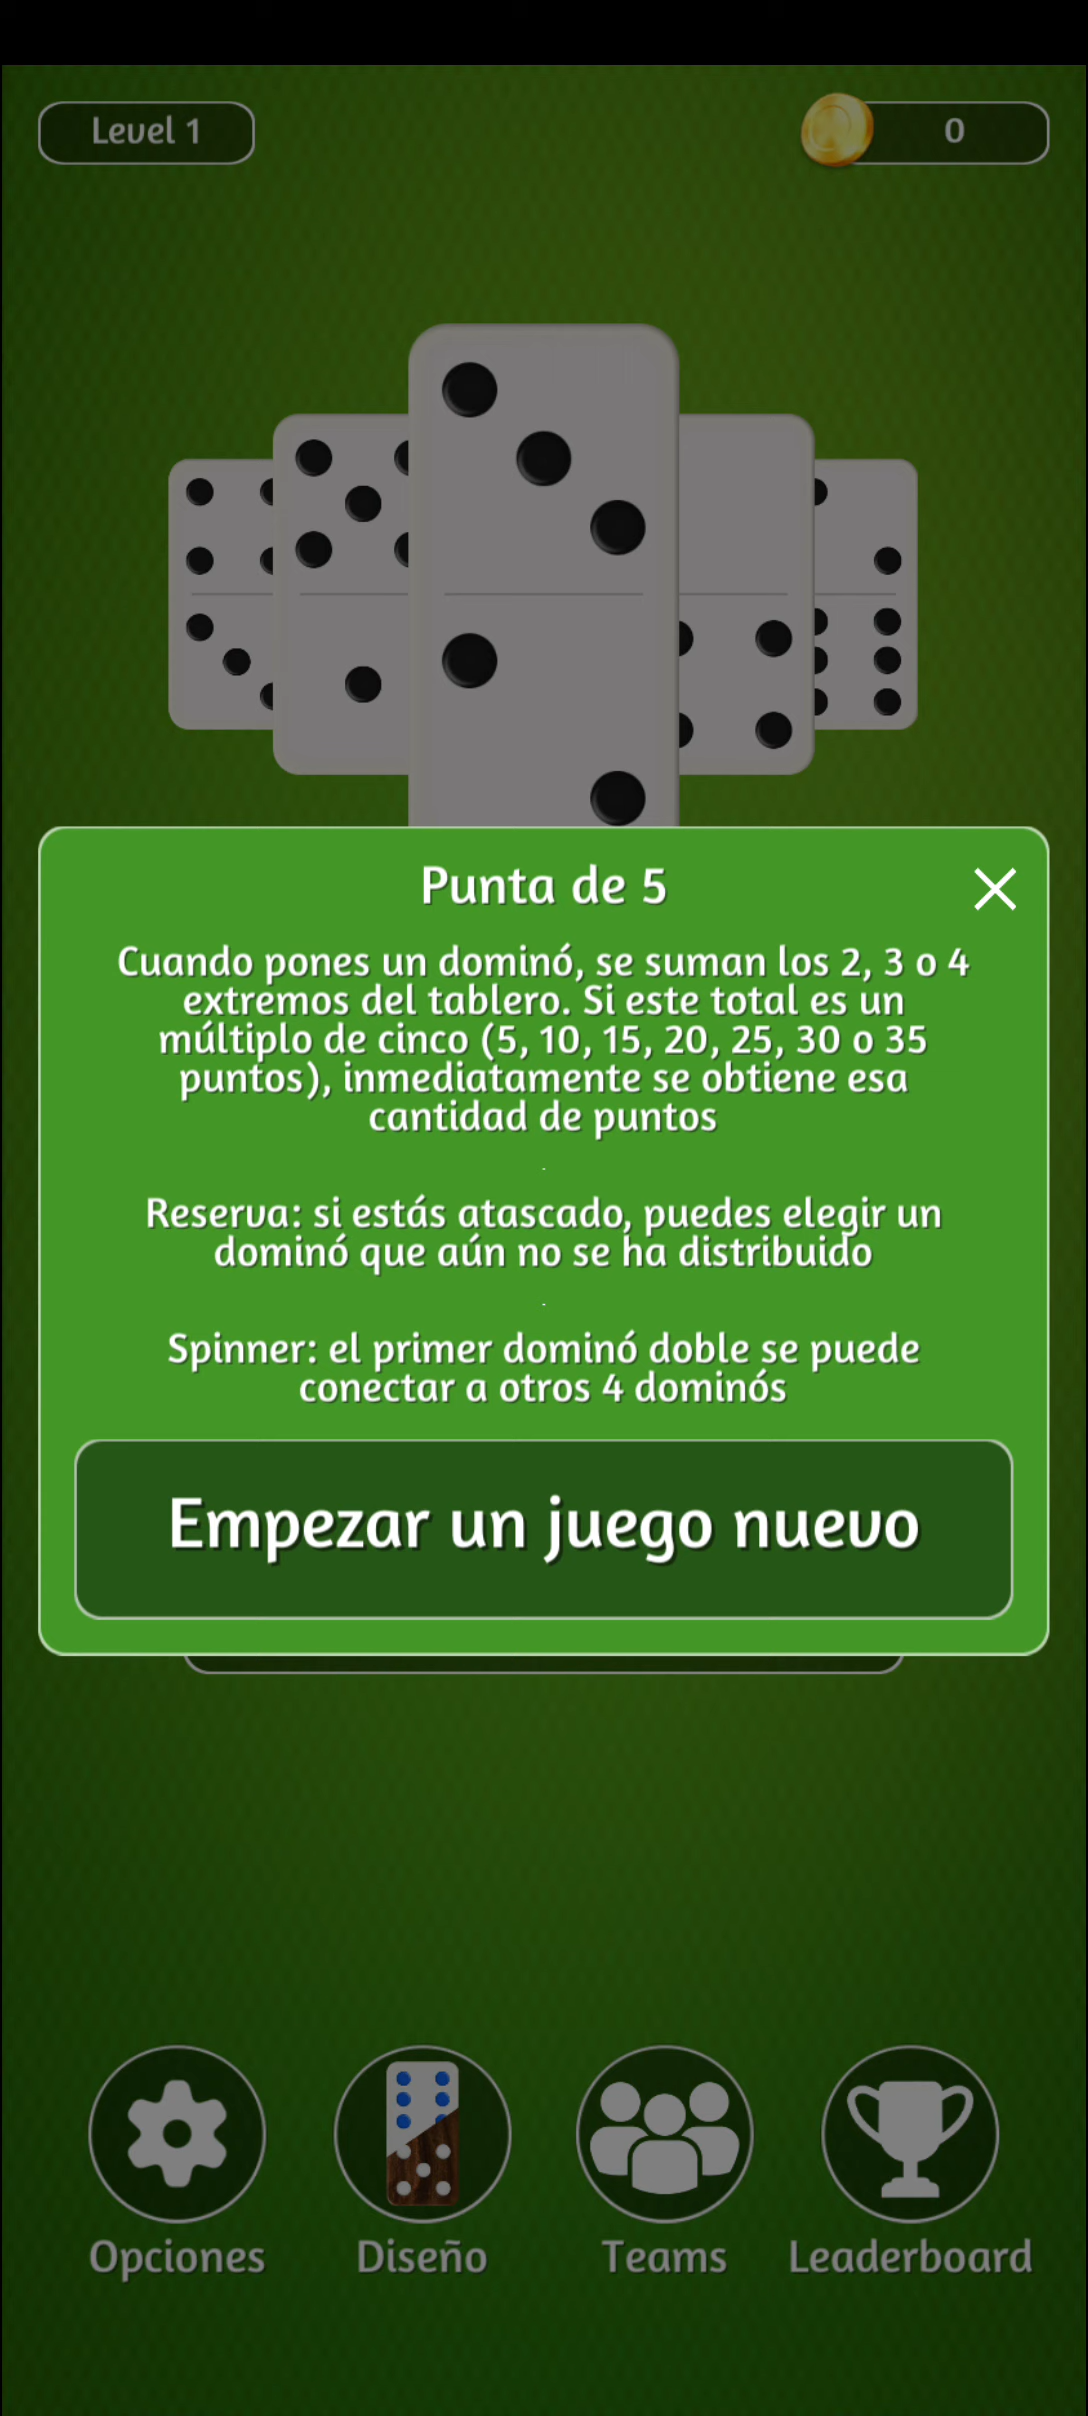 Level 1
0
Punta de 5
Cuando pones un dominó, se suman los 2, 3 o 4
extremos del tablero. Si este total es un
múltiplo de cinco (5, 10, 15, 20, 25, 30 o 35
puntos), inmediatamente se obtiene esa
cantidad de puntos
.
Reserva: si estás atascado, puedes elegir un
dominó que aún no se ha distribuido
.
Spinner: el primer dominó doble se puede
conectar a otros 4 dominós
Empezar un juego nuevo
Opciones
Diseño
Teams
Leaderboard